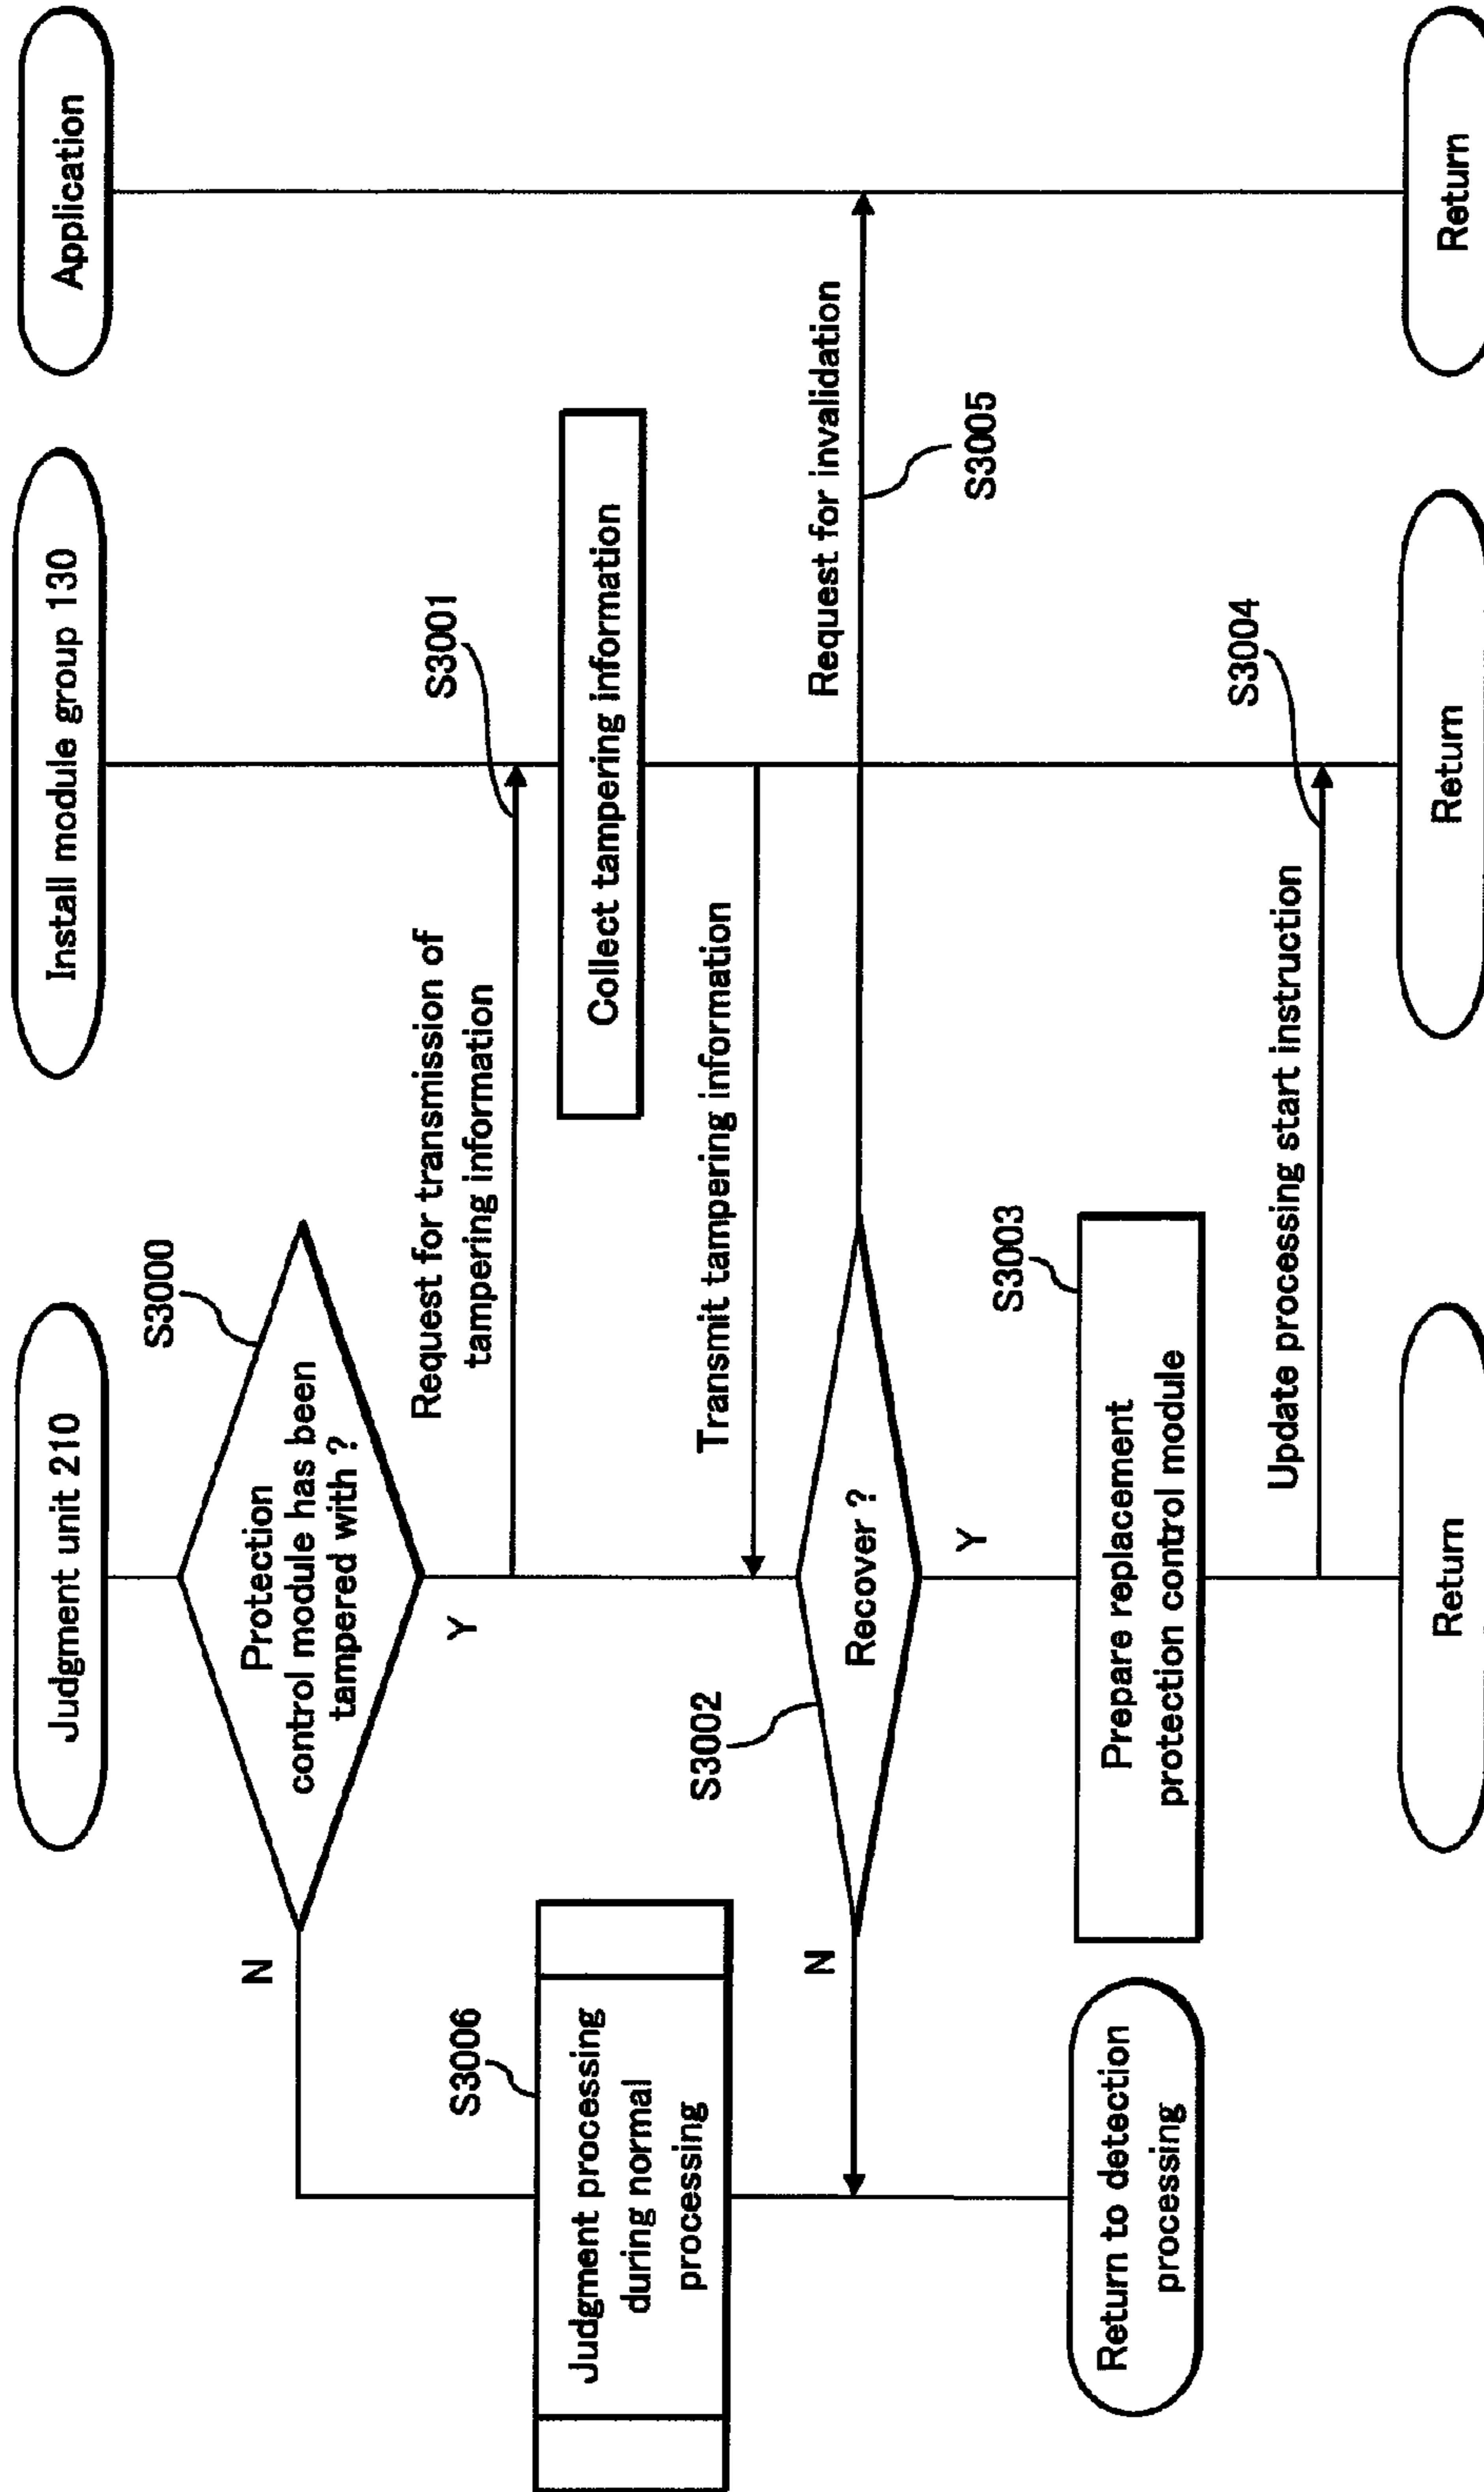 Judgment unit 210
Install module group 130
Application
S3000
Protection
control module has been
tampered with ?
N
Y
Request for transmission of
tampering information
S3001
S3006
Judgment processing
during normal
processing
Collect tampering information
Transmit tampering information
S3002
Recover ?
N
Y
Request for invalidation
S3005
S3003
Prepare replacement
protection control module
Return to detection
processing
Update processing start instruction
S3004
Return
Return
Return